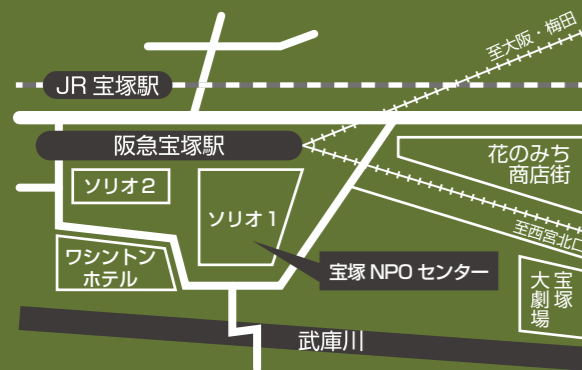 至大阪・梅田
JR 宝塚駅
阪急宝塚駅
花のみち
商店街
ソリオ2
ソリオ1
至西宮北口
ワシントン
ホテル
宝塚 NPO センター
宝塚
大劇場
武庫川